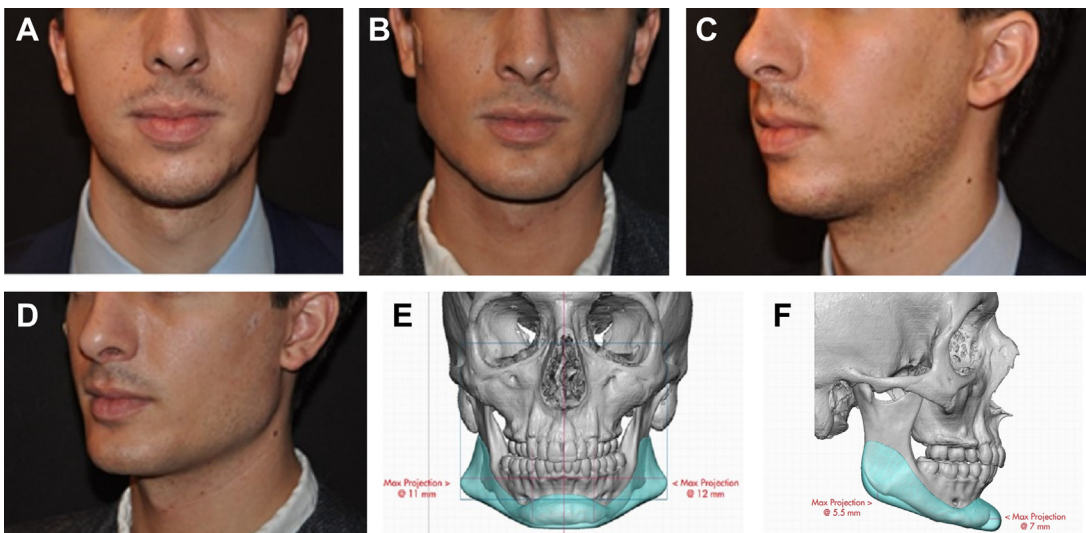 A
B
C
D
E
F
Max Projection >
@ 11 mm
< Max Projection
@ 12 mm
Max Projection >
@ 5.5 mm
< Max Projection
@ 7 mm